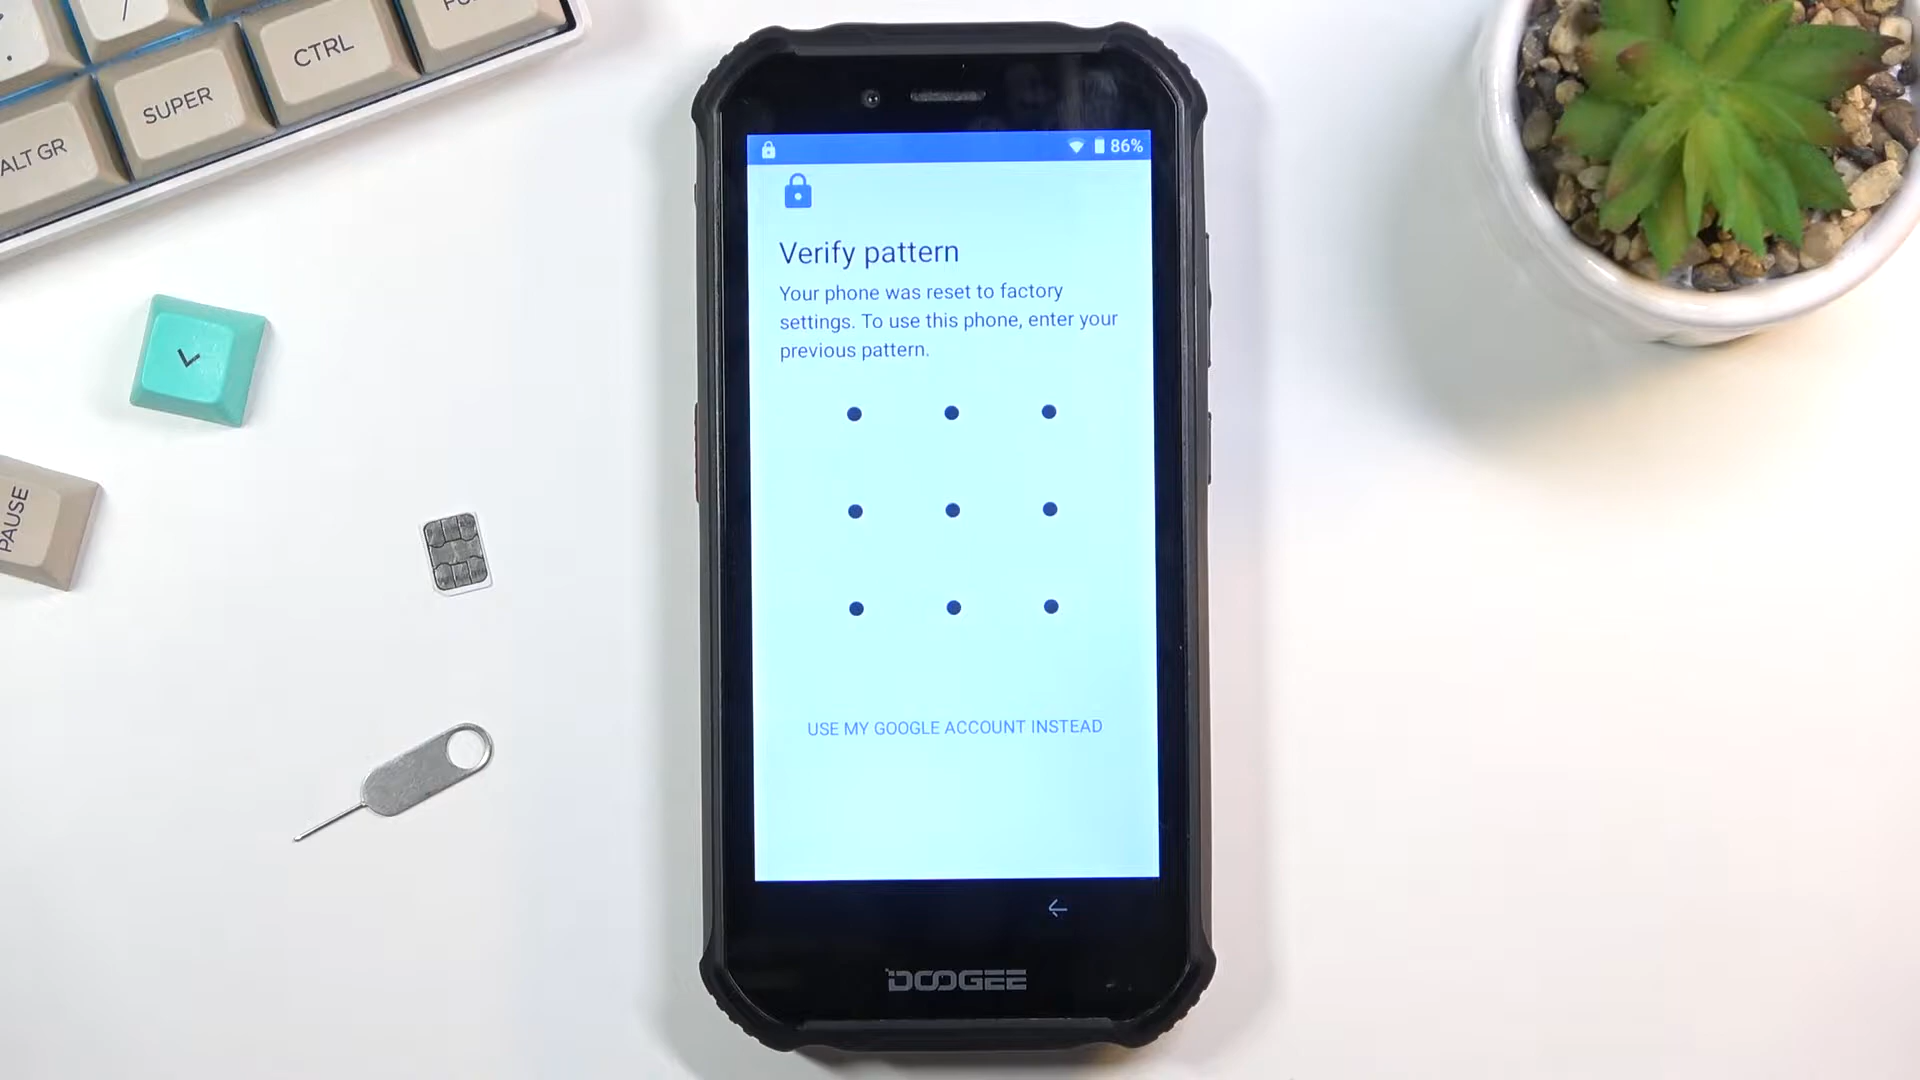 CTRL
SUPER
ALT GR
PAUSE
86%
Verify pattern
Your phone was reset to factory
settings. To use this phone, enter your
previous pattern.
USE MY GOOGLE ACCOUNT INSTEAD
DOOGEE